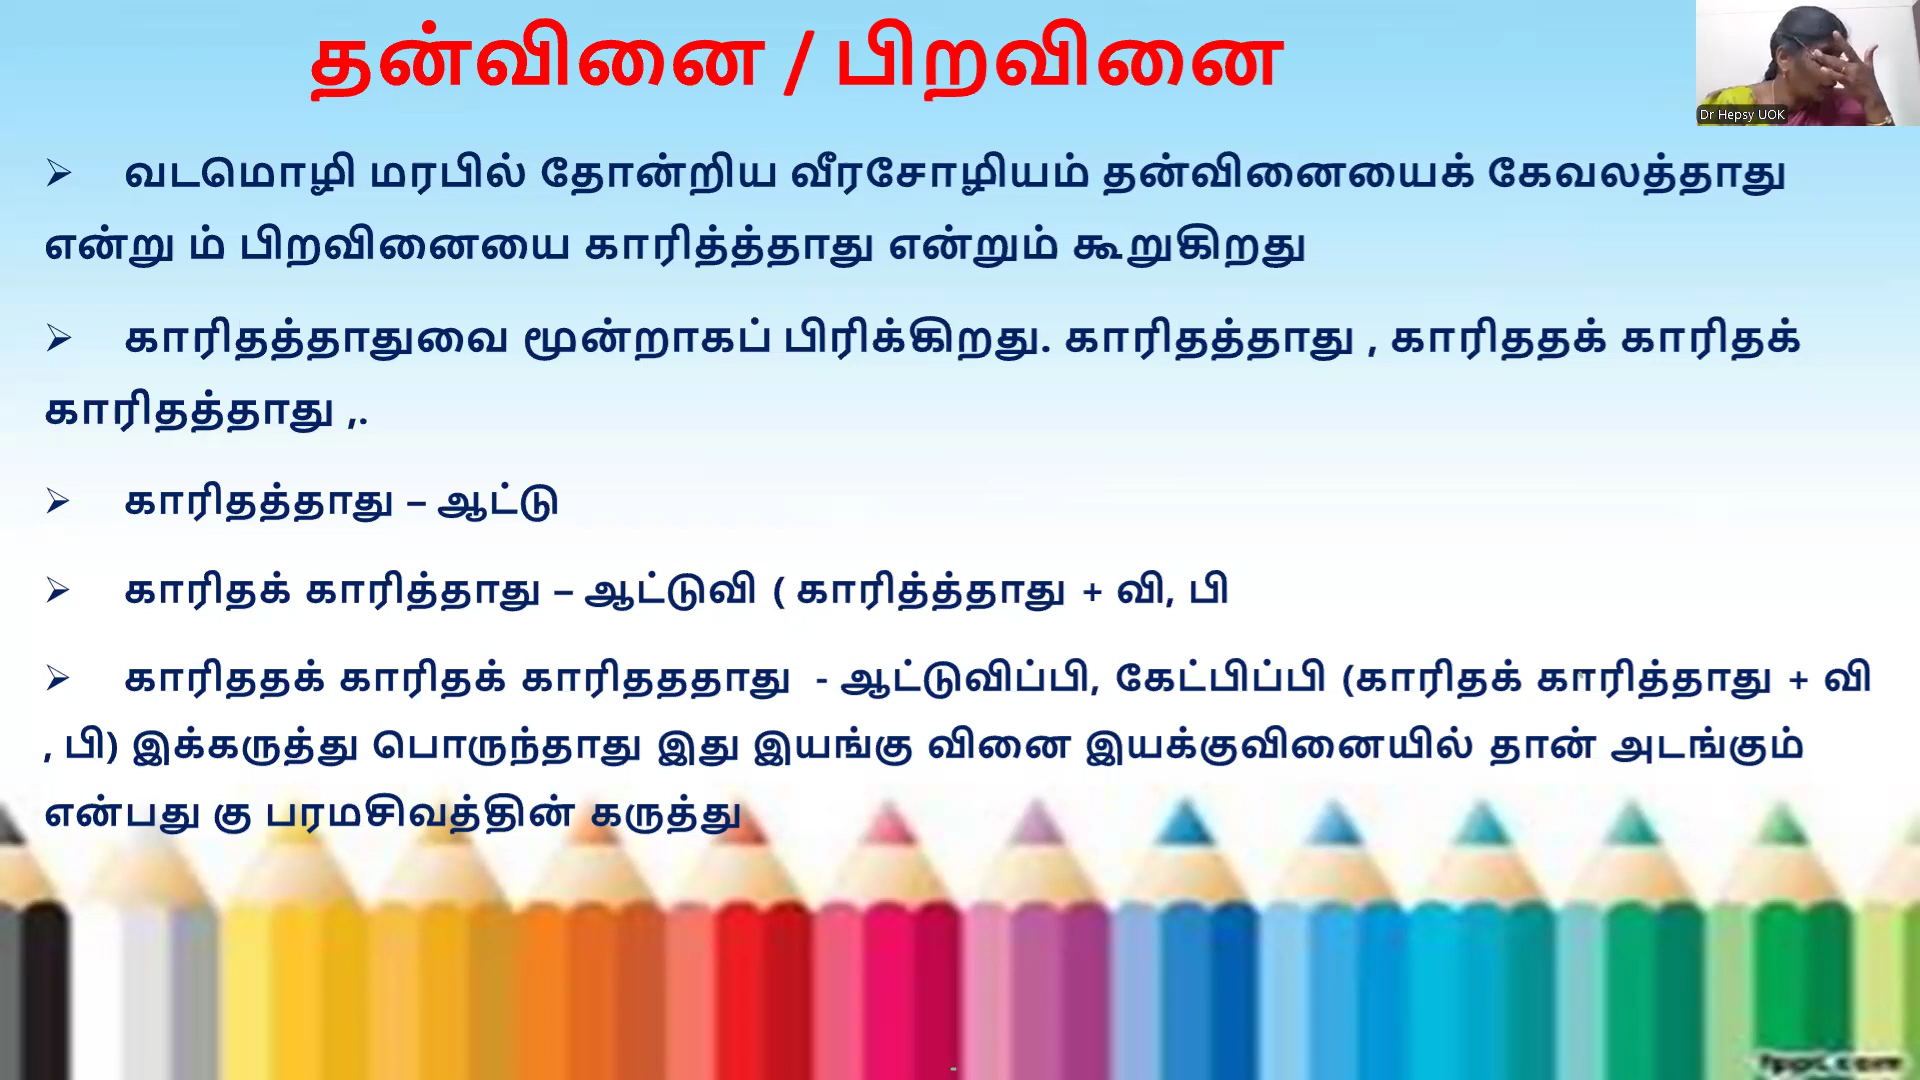 தன்வினை / பிறவினை
Dr Hepsy UOK
➢ வடமொழி மரபில் தோன்றிய வீரசோழியம் தன்வினையைக் கேவலத்தாது
என்று ம் பிறவினையை காரித்த்தாது என்றும் கூறுகிறது
➢ காரிதத்தாதுவை மூன்றாகப் பிரிக்கிறது. காரிதத்தாது , காரிததக் காரிதக்
காரிதத்தாது ,.
➢ காரிதத்தாது – ஆட்டு
➢ காரிதக் காரித்தாது – ஆட்டுவி ( காரித்த்தாது + வி, பி
➢ காரிததக் காரிதக் காரிதததாது - ஆட்டுவிப்பி, கேட்பிப்பி (காரிதக் காரித்தாது + வி
, பி) இக்கருத்து பொருந்தாது இது இயங்கு வினை இயக்குவினையில் தான் அடங்கும்
என்பது கு பரமசிவத்தின் கருத்து
fppt.com